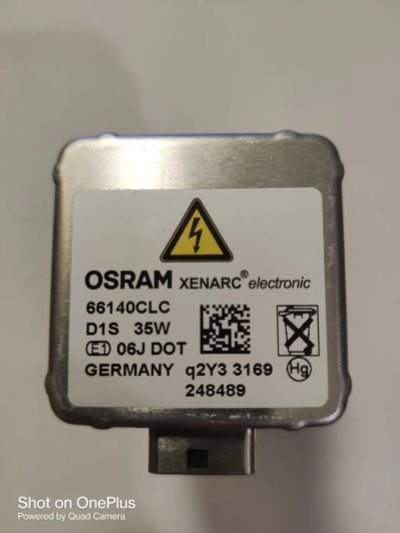 OSRAM XENARC® electronic
66140CLC
D1S 35W
E1 06J DOT
GERMANY q2Y3 3169
Hg
248489
Shot on OnePlus
Powered by Quad Camera